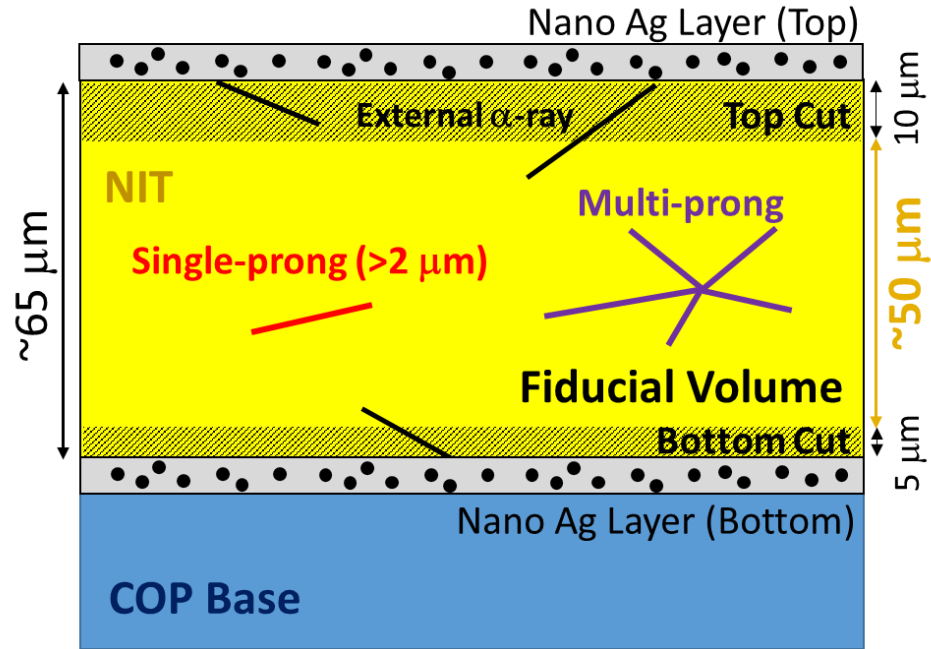 Nano Ag Layer (Top)
External α-ray
Top Cut
10 μm
NIT
Multi-prong
Single-prong (>2 μm)
~65 μm
~50 μm
Fiducial Volume
Bottom Cut
5 μm
Nano Ag Layer (Bottom)
COP Base